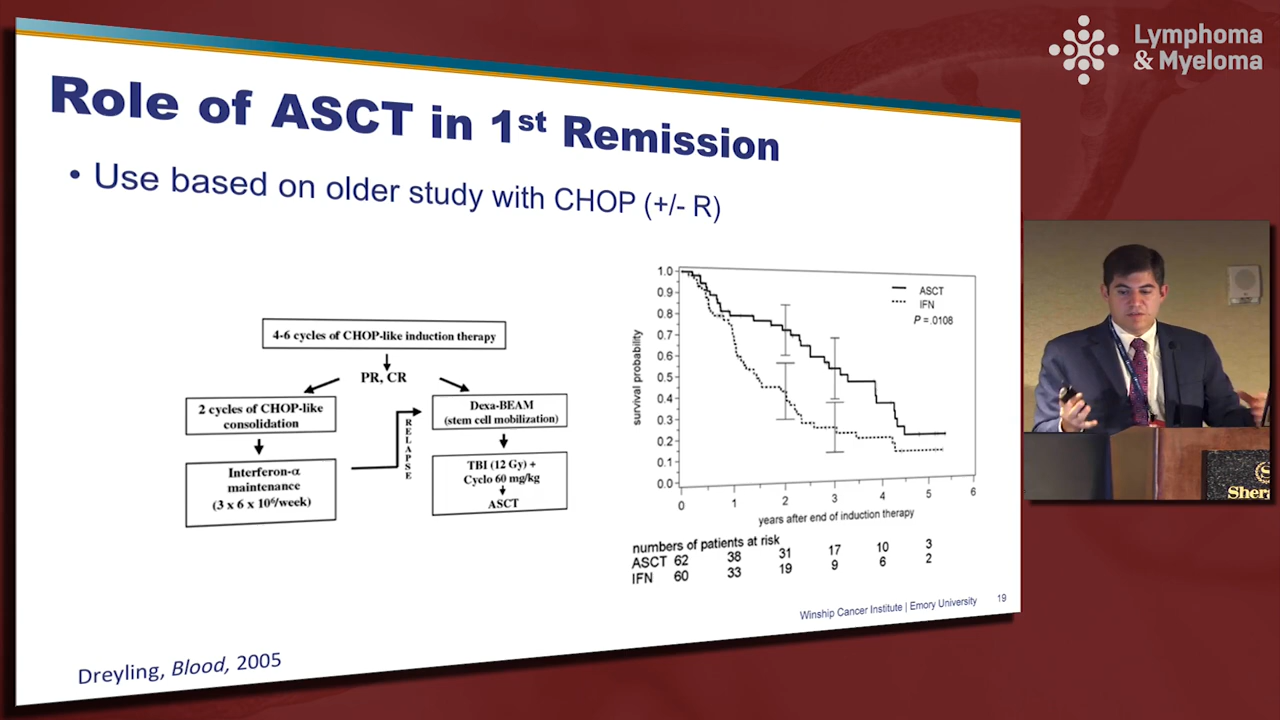 Lymphoma
& Myeloma
Role of ASCT in 1st Remission
• Use based on older study with CHOP (+/- R)
4-6 cycles of CHOP-like induction therapy
PR, CR
2 cycles of CHOP-like
consolidation
Interferon-α
maintenance
(3 x 6 x 10⁶/week)
RELAPSE
Dexa-BEAM
(stem cell mobilization)
TBI (12 Gy) +
Cyclo 60 mg/kg
ASCT
survival probability
1.0
0.9
0.8
0.7
0.6
0.5
0.4
0.3
0.2
0.1
0.0
ASCT
IFN
P = .0108
0 1 2 3 4 5 6
years after end of induction therapy
numbers of patients at risk
ASCT 62 38 31 17 10 3
IFN 60 33 19 9 6 2
Winship Cancer Institute | Emory University 19
Dreyling, Blood, 2005
S
Sher